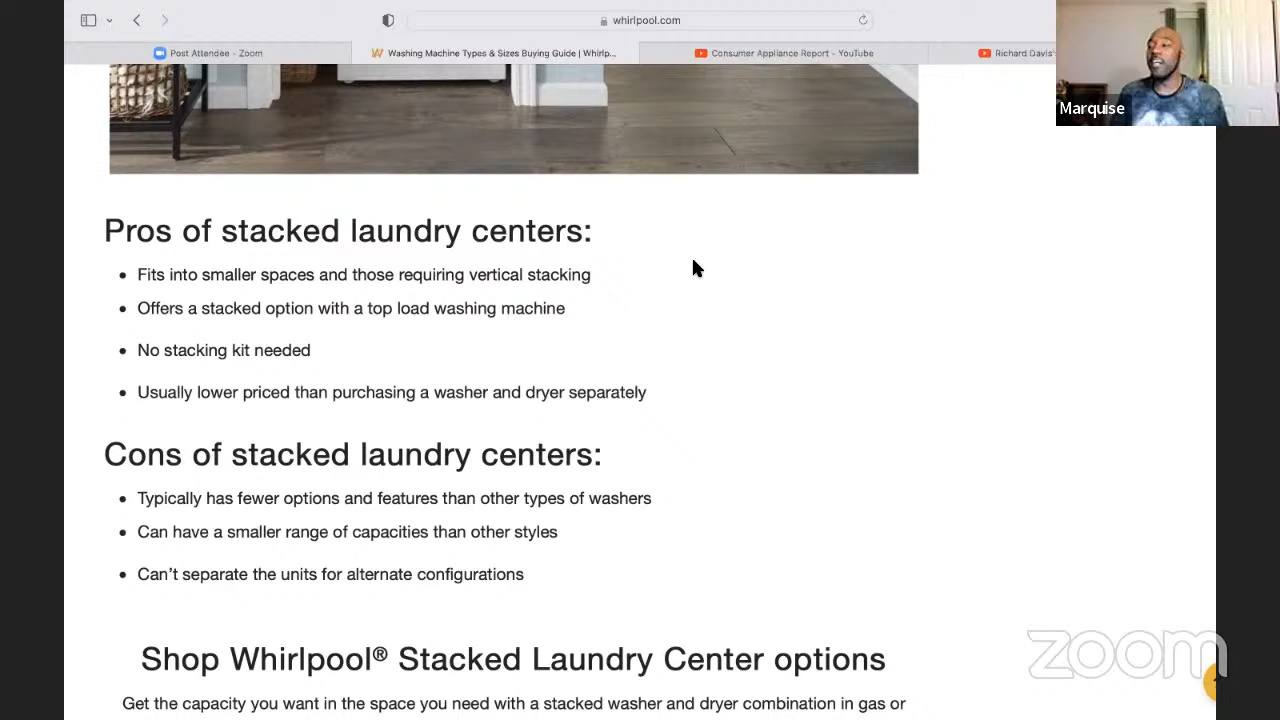 whirlpool.com
Post Attendee - Zoom
Washing Machine Types & Sizes Buying Guide | Whirlp...
Consumer Appliance Report - YouTube
Richard Davis'
Marquise
Pros of stacked laundry centers:
Fits into smaller spaces and those requiring vertical stacking
Offers a stacked option with a top load washing machine
No stacking kit needed
Usually lower priced than purchasing a washer and dryer separately
Cons of stacked laundry centers:
Typically has fewer options and features than other types of washers
Can have a smaller range of capacities than other styles
Can't separate the units for alternate configurations
Shop Whirlpool® Stacked Laundry Center options
Get the capacity you want in the space you need with a stacked washer and dryer combination in gas or
zoom